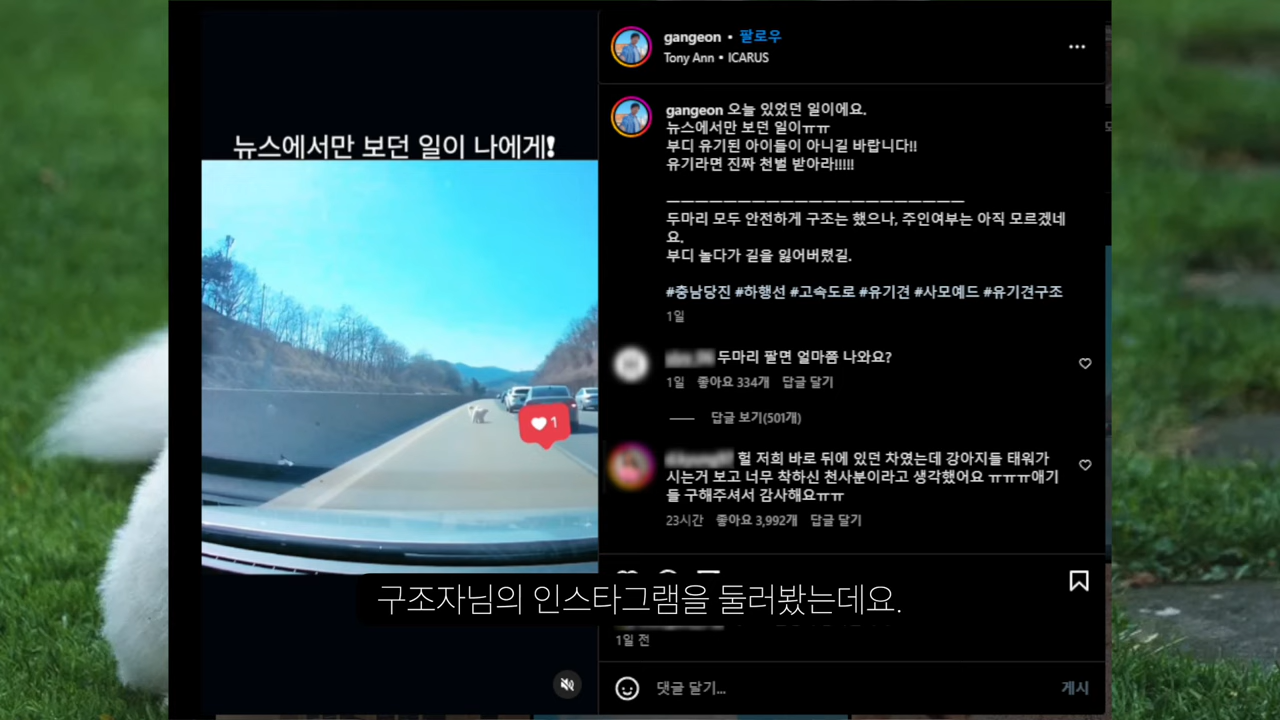 뉴스에서만 보던 일이 나에게!
1
gangeon • 팔로우
Tony Ann • ICARUS
gangeon 오늘 있었던 일이에요.
뉴스에서만 보던 일이ㅠㅠ
부디 유기된 아이들이 아니길 바랍니다!!
유기라면 진짜 천벌 받아라!!!!!
————————————————————
두마리 모두 안전하게 구조는 했으나, 주인여부는 아직 모르겠네
요.
부디 놀다가 길을 잃어버렸길.
#충남당진 #하행선 #고속도로 #유기견 #사모예드 #유기견구조
1일
두마리 팔면 얼마쯤 나와요?
1일 좋아요 334개 답글 달기
답글 보기(501개)
헐 저희 바로 뒤에 있던 차였는데 강아지들 태워가
시는거 보고 너무 착하신 천사분이라고 생각했어요 ㅠㅠㅠ애기
들 구해주셔서 감사해요ㅠㅠ
23시간 좋아요 3,992개 답글 달기
구조자님의 인스타그램을 둘러봤는데요.
1일 전
댓글 달기...
게시